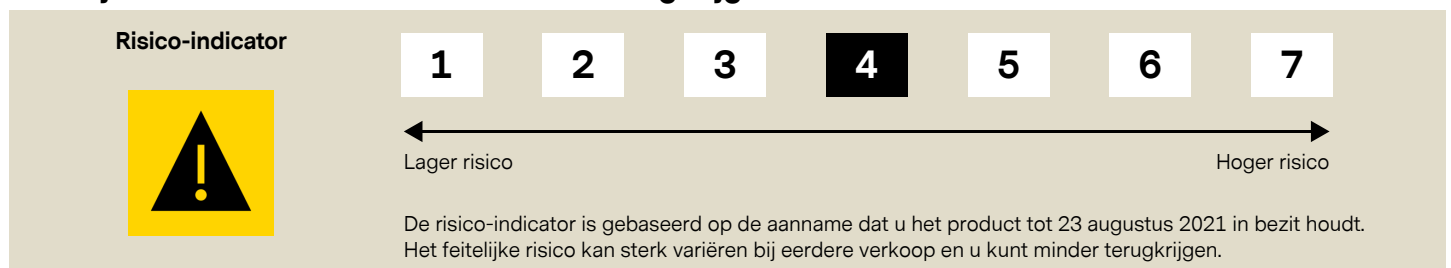 Risico-indicator
1 2 3 4 5 6 7
!
Lager risico Hoger risico
De risico-indicator is gebaseerd op de aanname dat u het product tot 23 augustus 2021 in bezit houdt.
Het feitelijke risico kan sterk variëren bij eerdere verkoop en u kunt minder terugkrijgen.